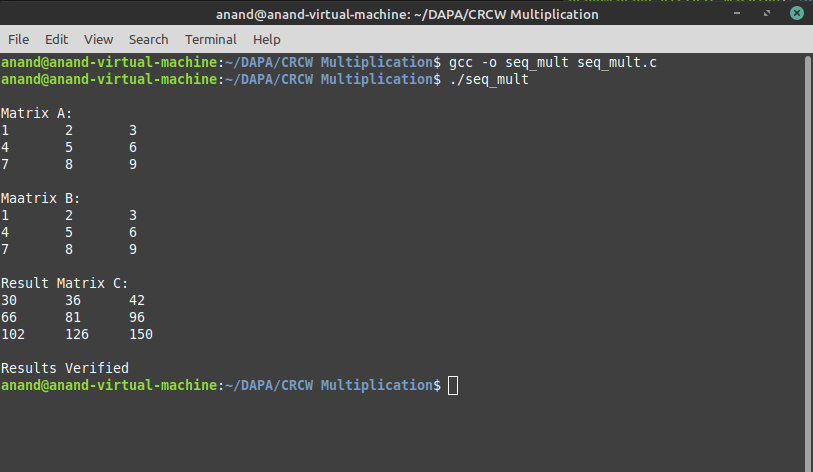 anand@anand-virtual-machine: ~/DAPA/CRCW Multiplication
File Edit View Search Terminal Help
anand@anand-virtual-machine:~/DAPA/CRCW Multiplication$ gcc -o seq_mult seq_mult.c
anand@anand-virtual-machine:~/DAPA/CRCW Multiplication$ ./seq_mult
Matrix A:
1 2 3
4 5 6
7 8 9
Maatrix B:
1 2 3
4 5 6
7 8 9
Result Matrix C:
30 36 42
66 81 96
102 126 150
Results Verified
anand@anand-virtual-machine:~/DAPA/CRCW Multiplication$